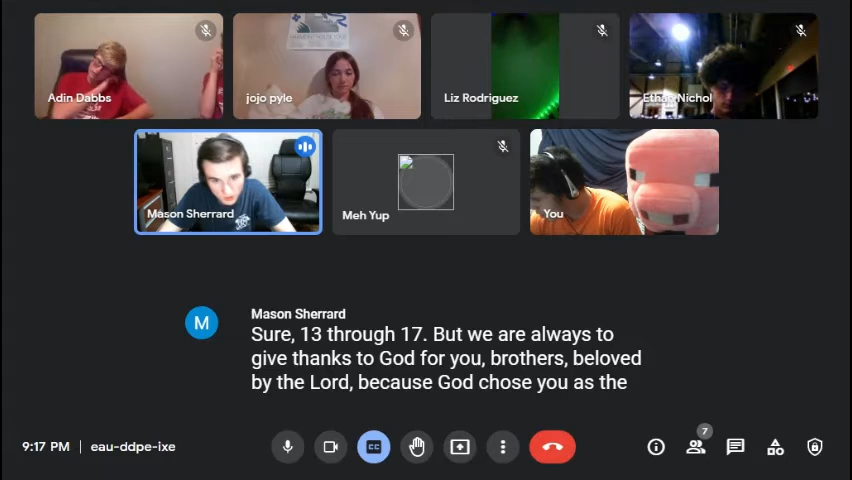 Adin Dabbs
jojo pyle
Liz Rodriguez
Ethan Nichol
Mason Sherrard
Meh Yup
You
M
Mason Sherrard
Sure, 13 through 17. But we are always to
give thanks to God for you, brothers, beloved
by the Lord, because God chose you as the
9:17 PM | eau-ddpe-ixe
CC
7